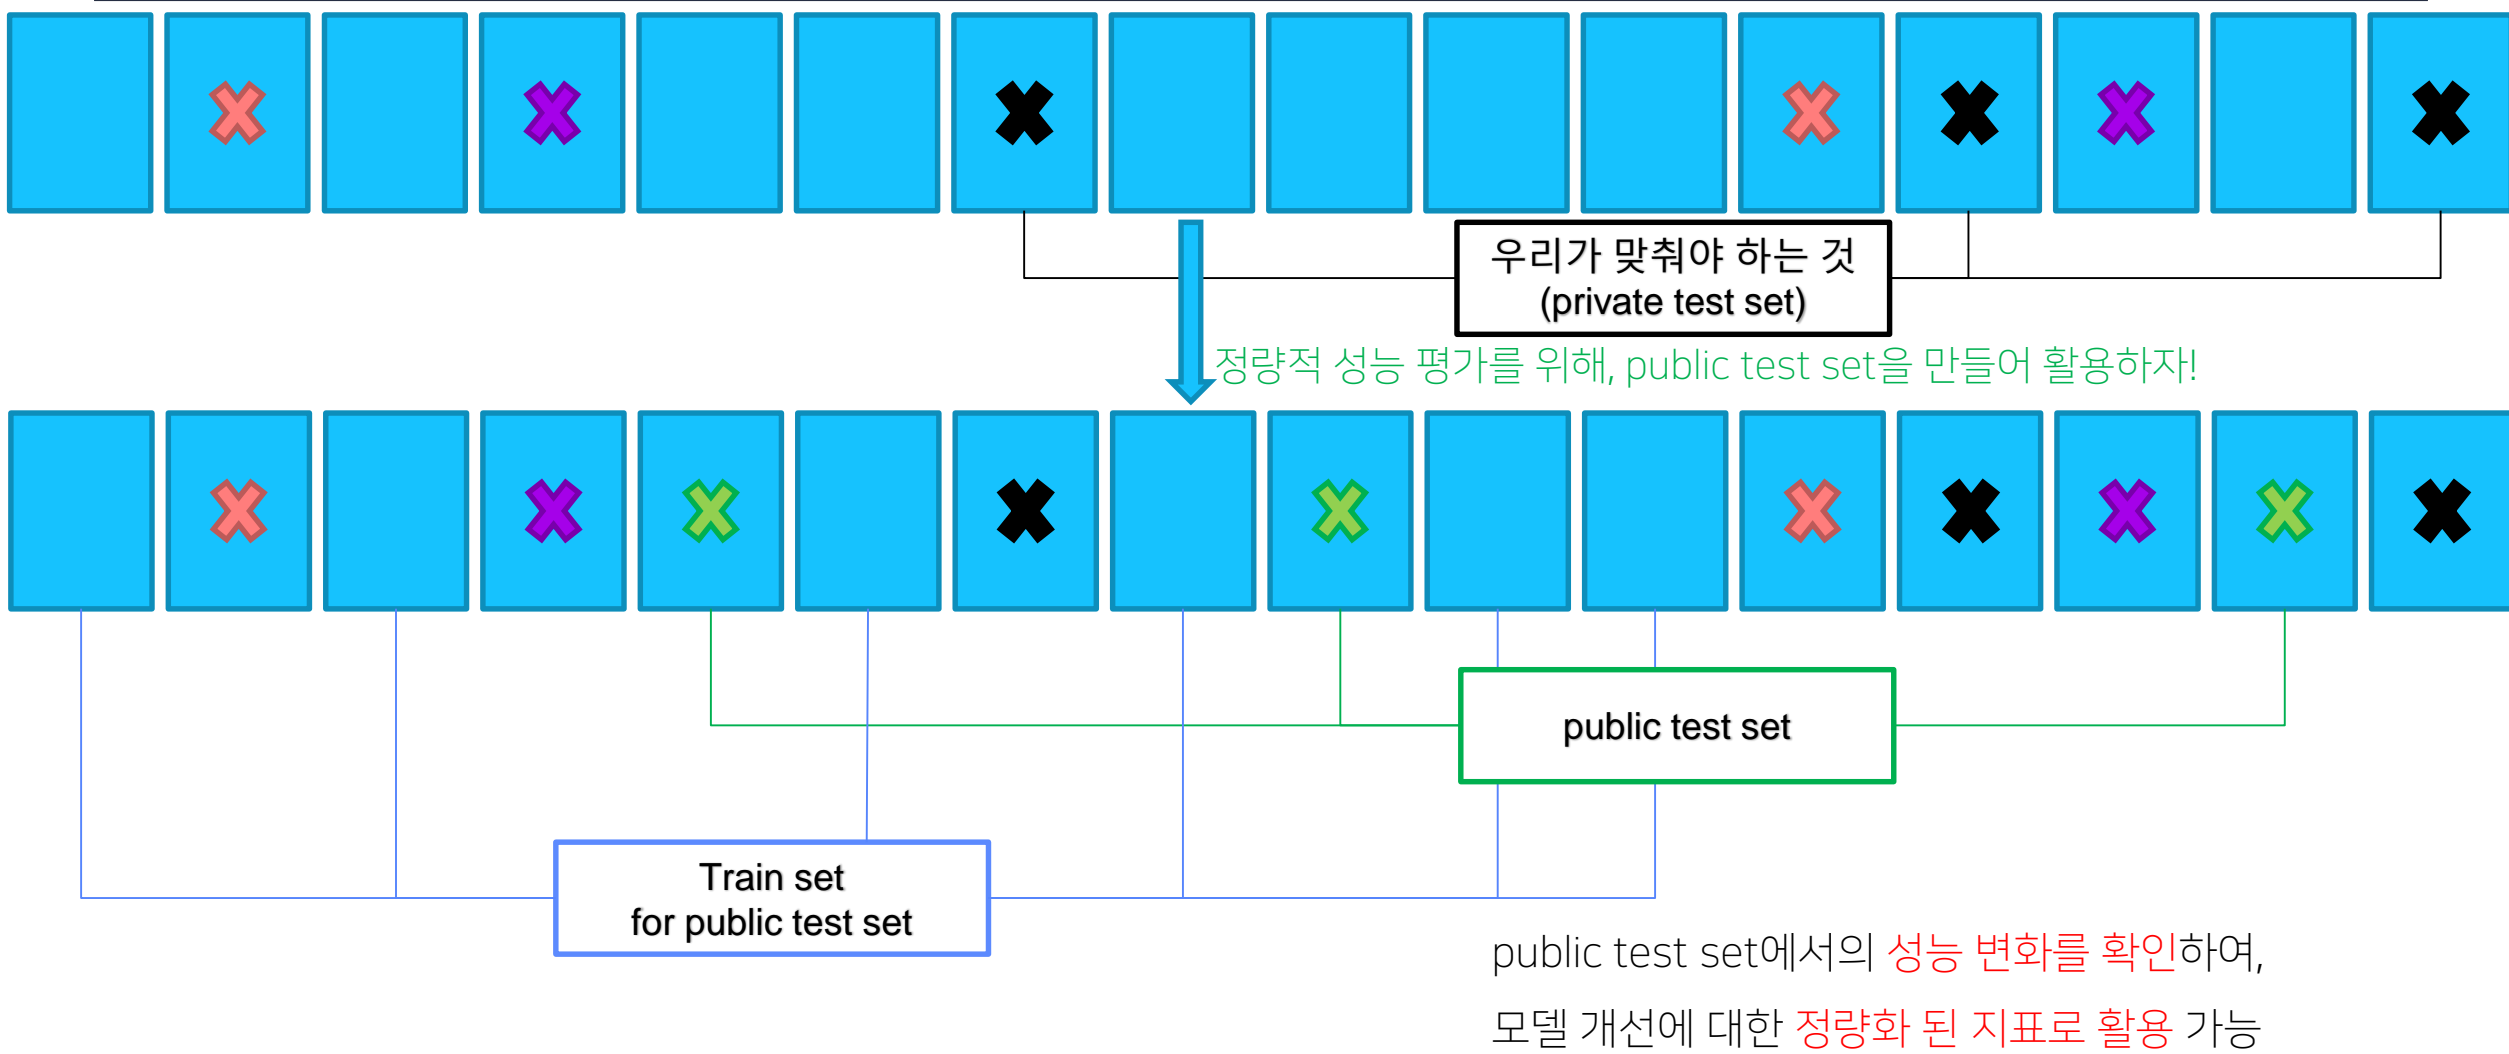 우리가 맞춰야 하는 것
(private test set)
정량적 성능 평가를 위해, public test set을 만들어 활용하자!
public test set
Train set
for public test set
public test set에서의 성능 변화를 확인하여,
모델 개선에 대한 정량화 된 지표로 활용 가능